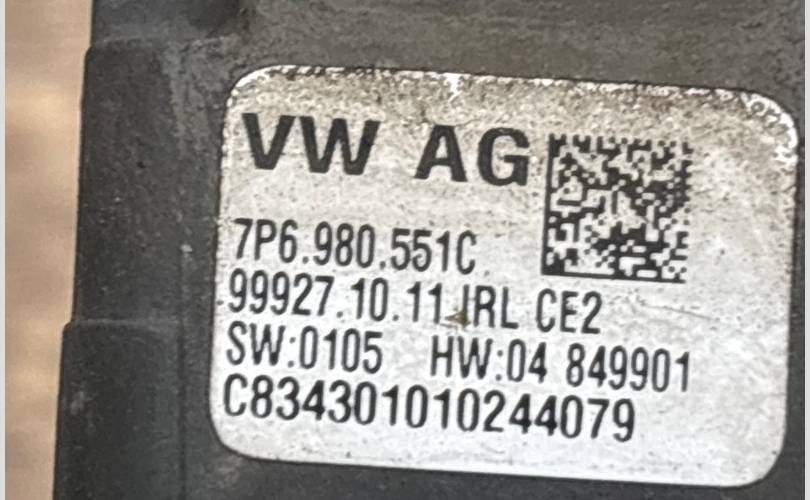 VW AG
7P6.980.551C
99927.10.11 IRL CE2
SW:0105 HW:04 849901
C834301010244079